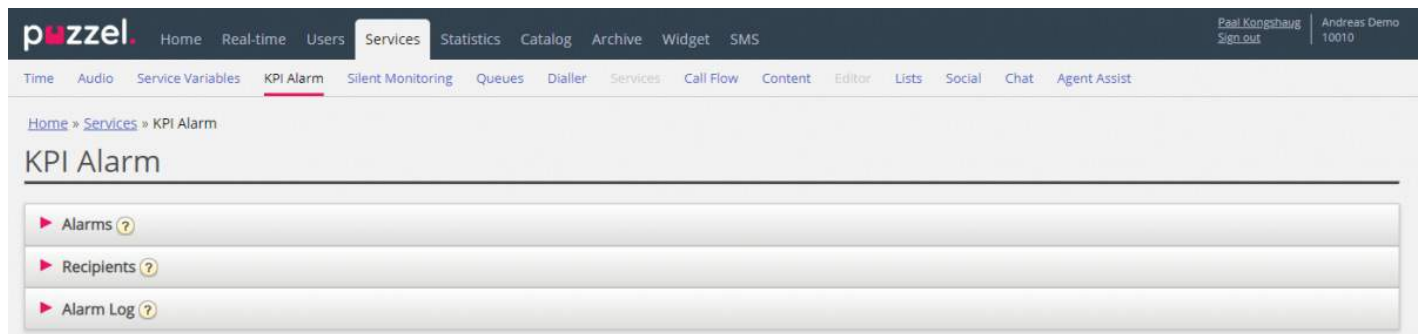 puzzel. Home Real-time Users Services Statistics Catalog Archive Widget SMS
Paal Kongshaug Andreas Demo
Sign out 10010
Time Audio Service Variables KPI Alarm Silent Monitoring Queues Dialler Services Call Flow Content Editor Lists Social Chat Agent Assist
Home » Services » KPI Alarm
KPI Alarm
Alarms ?
Recipients ?
Alarm Log ?